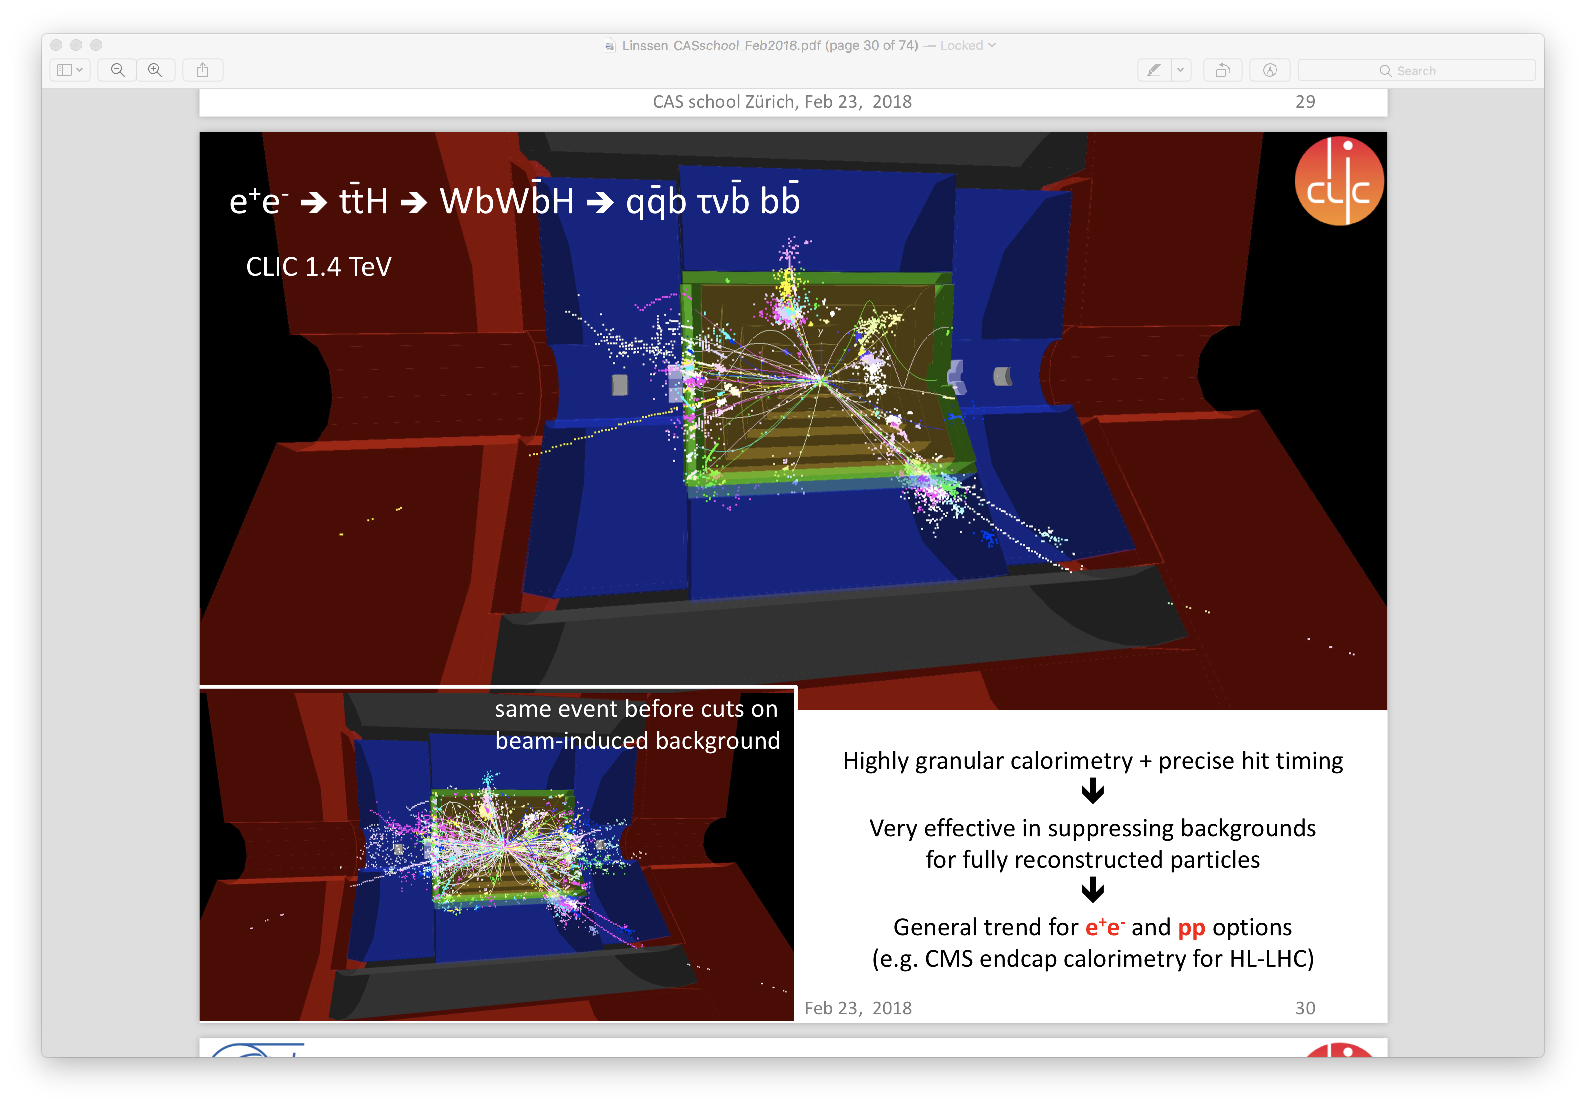 Linssen_CASschool_Feb2018.pdf (page 30 of 74) — Locked
Search
CAS school Zürich, Feb 23, 2018
29
e⁺e⁻ ➔ tt̄H ➔ WbWb̄H ➔ qq̄b τνb̄ bb̄
CLIC 1.4 TeV
clic
same event before cuts on
beam-induced background
Highly granular calorimetry + precise hit timing
Very effective in suppressing backgrounds
for fully reconstructed particles
General trend for e⁺e⁻ and pp options
(e.g. CMS endcap calorimetry for HL-LHC)
Feb 23, 2018
30